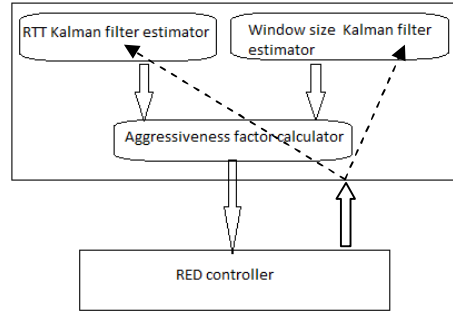 RTT Kalman filter estimator
Window size Kalman filter
estimator
Aggressiveness factor calculator
RED controller